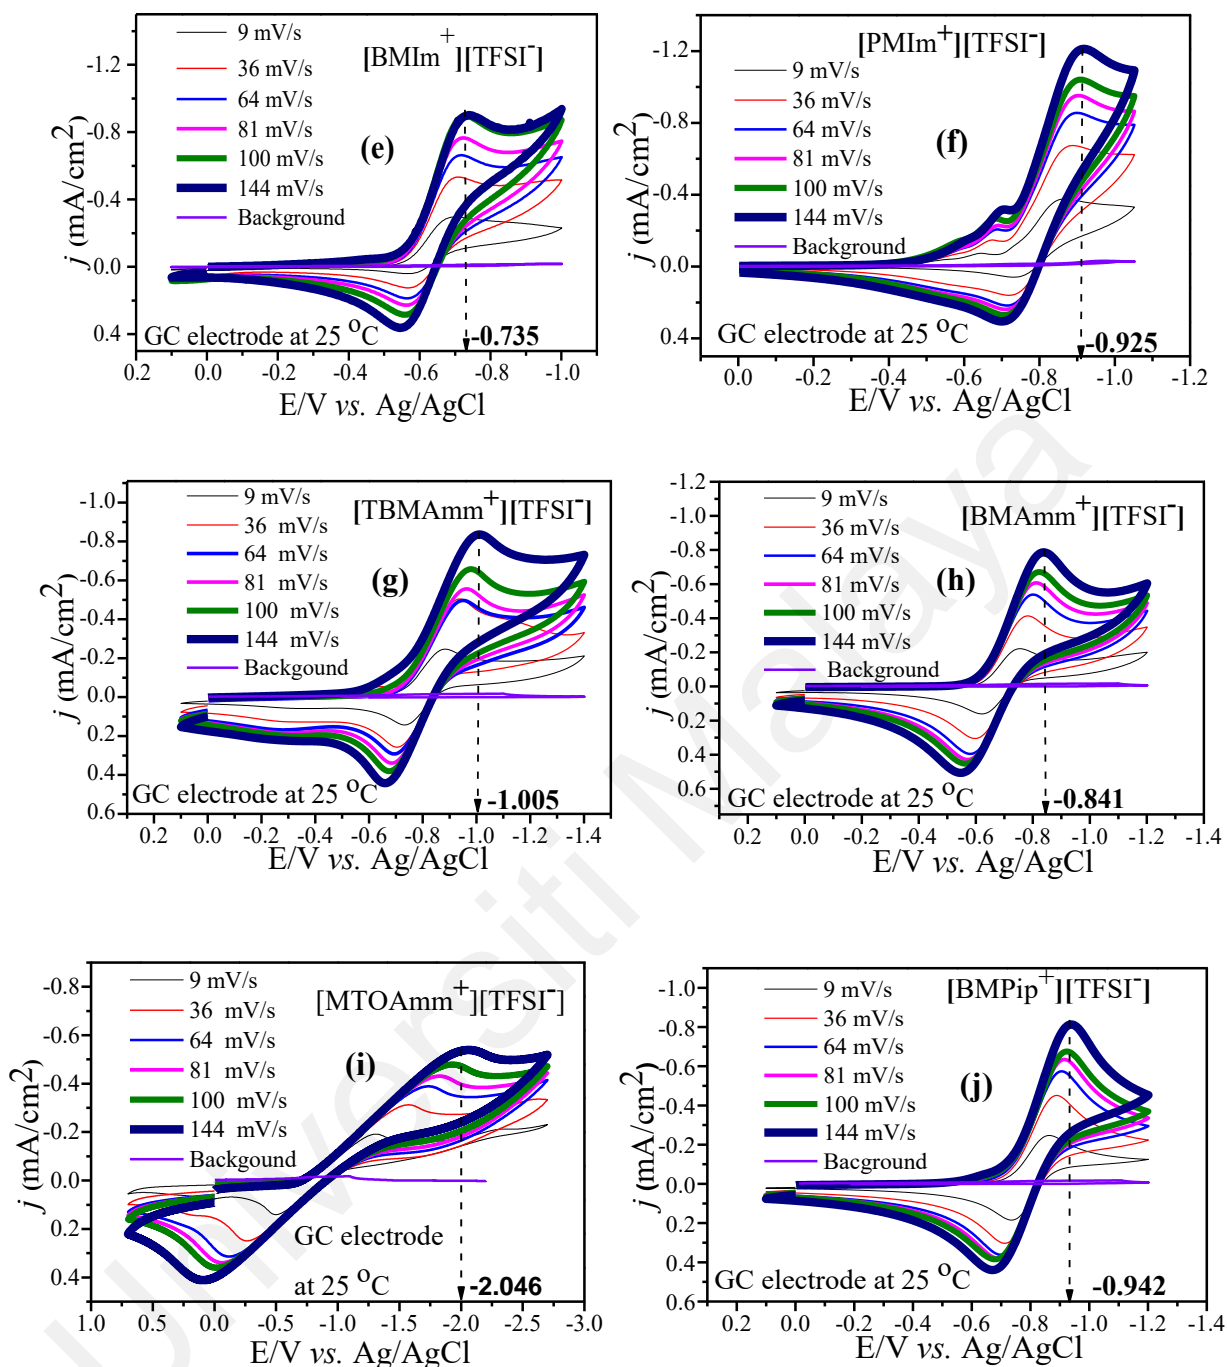 9 mV/s
36 mV/s
64 mV/s
81 mV/s
100 mV/s
144 mV/s
Background
[BMIm+][TFSI-]
(e)
-1.2
-0.8
-0.4
0.0
0.4
j (mA/cm2)
GC electrode at 25 °C
-0.735
0.2 0.0 -0.2 -0.4 -0.6 -0.8 -1.0
E/V vs. Ag/AgCl
[PMIm+][TFSI-]
9 mV/s
36 mV/s
64 mV/s
81 mV/s
100 mV/s
144 mV/s
Background
(f)
-1.2
-0.8
-0.4
0.0
0.4
j (mA/cm2)
GC electrode at 25 °C
-0.925
0.0 -0.2 -0.4 -0.6 -0.8 -1.0 -1.2
E/V vs. Ag/AgCl
9 mV/s
36 mV/s
64 mV/s
81 mV/s
100 mV/s
144 mV/s
Backgound
[TBMAmm+][TFSI-]
(g)
-1.0
-0.8
-0.6
-0.4
-0.2
0.0
0.2
0.4
0.6
j (mA/cm2)
GC electrode at 25 °C
-1.005
0.2 0.0 -0.2 -0.4 -0.6 -0.8 -1.0 -1.2 -1.4
E/V vs. Ag/AgCl
9 mV/s
36 mV/s
64 mV/s
81 mV/s
100 mV/s
144 mV/s
Background
[BMAmm+][TFSI-]
(h)
-1.2
-1.0
-0.8
-0.6
-0.4
-0.2
0.0
0.2
0.4
0.6
j (mA/cm2)
GC electrode at 25 °C
-0.841
0.2 0.0 -0.2 -0.4 -0.6 -0.8 -1.0 -1.2 -1.4
E/V vs. Ag/AgCl
9 mV/s
36 mV/s
64 mV/s
81 mV/s
100 mV/s
144 mV/s
Backgound
[MTOAmm+][TFSI-]
(i)
-0.8
-0.6
-0.4
-0.2
0.0
0.2
0.4
j (mA/cm2)
GC electrode
at 25 °C
-2.046
1.0 0.5 0.0 -0.5 -1.0 -1.5 -2.0 -2.5 -3.0
E/V vs. Ag/AgCl
9 mV/s
36 mV/s
64 mV/s
81 mV/s
100 mV/s
144 mV/s
Bacground
[BMPip+][TFSI-]
(j)
-1.0
-0.8
-0.6
-0.4
-0.2
0.0
0.2
0.4
0.6
j (mA/cm2)
GC electrode at 25 °C
-0.942
0.2 0.0 -0.2 -0.4 -0.6 -0.8 -1.0 -1.2 -1.4
E/V vs. Ag/AgCl
Universiti Malaya